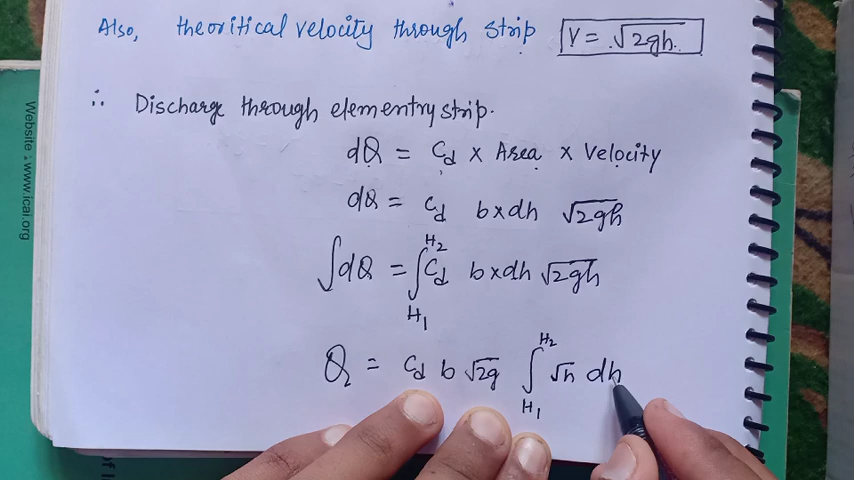 Also, theoritical velocity through strip V = √2gh.
∴ Discharge through elementry strip.
dQ = Cd x Area x Velocity
dQ = Cd b x dh √2gh
∫dQ = ∫H1^H2 Cd b x dh √2gh
Q = Cd b √2g ∫H1^H2 √h dh
Website : www.icai.org